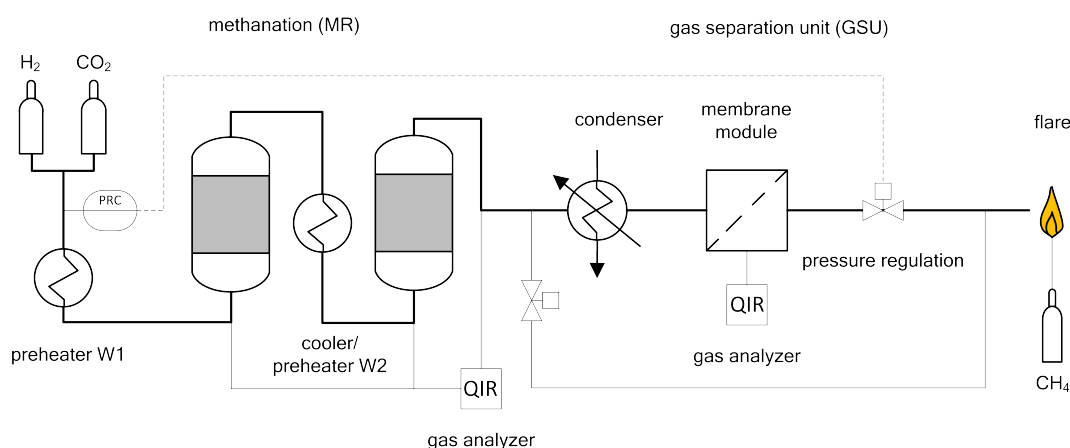 methanation (MR)
gas separation unit (GSU)
H₂
CO₂
membrane
module
condenser
flare
PRC
pressure regulation
QIR
cooler/
preheater W2
preheater W1
gas analyzer
QIR
CH₄
gas analyzer